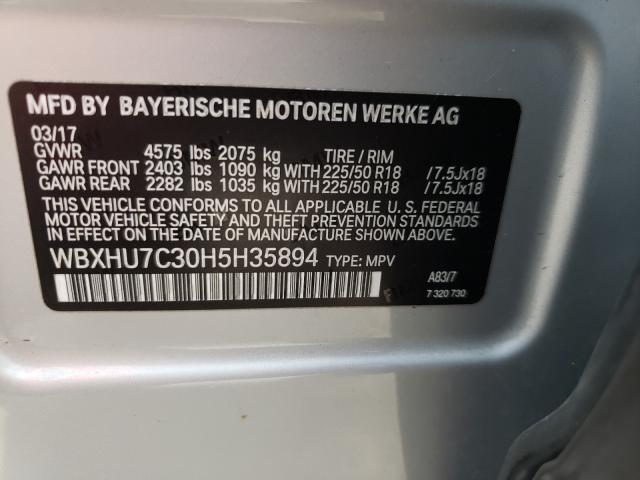 MFD BY BAYERISCHE MOTOREN WERKE AG
03/17
GVWR 4575 lbs 2075 kg TIRE / RIM
GAWR FRONT 2403 lbs 1090 kg WITH 225/50 R18 /7.5Jx18
GAWR REAR 2282 lbs 1035 kg WITH 225/50 R18 /7.5Jx18
THIS VEHICLE CONFORMS TO ALL APPLICABLE U. S. FEDERAL
MOTOR VEHICLE SAFETY AND THEFT PREVENTION STANDARDS
IN EFFECT ON THE DATE OF MANUFACTURE SHOWN ABOVE.
WBXHU7C30H5H35894 TYPE: MPV
A83/7
7 320 730